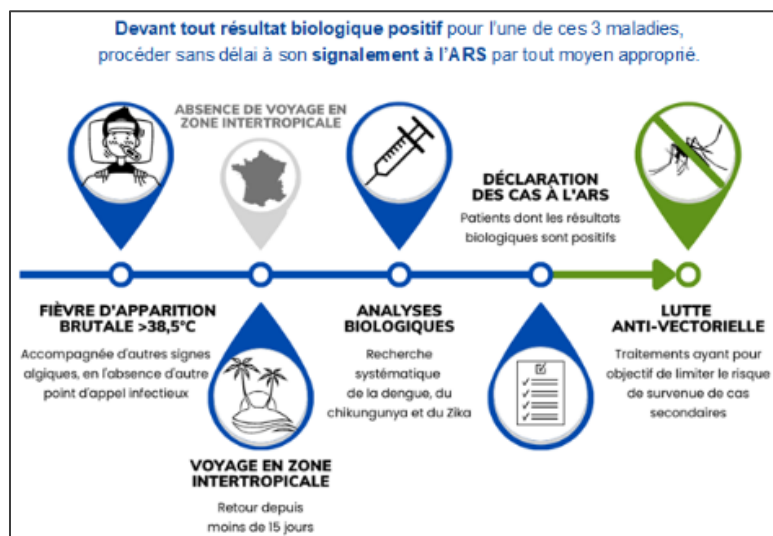 Devant tout résultat biologique positif pour l'une de ces 3 maladies,
procéder sans délai à son signalement à l'ARS par tout moyen approprié.
ABSENCE DE VOYAGE EN
ZONE INTERTROPICALE
DÉCLARATION
DES CAS À L'ARS
Patients dont les résultats
biologiques sont positifs
FIÈVRE D'APPARITION
BRUTALE >38,5°C
Accompagnée d'autres signes
algiques, en l'absence d'autre
point d'appel infectieux
VOYAGE EN ZONE
INTERTROPICALE
Retour depuis
moins de 15 jours
ANALYSES
BIOLOGIQUES
Recherche
systématique
de la dengue, du
chikungunya et du Zika
LUTTE
ANTI-VECTORIELLE
Traitements ayant pour
objectif de limiter le risque
de survenue de cas
secondaires